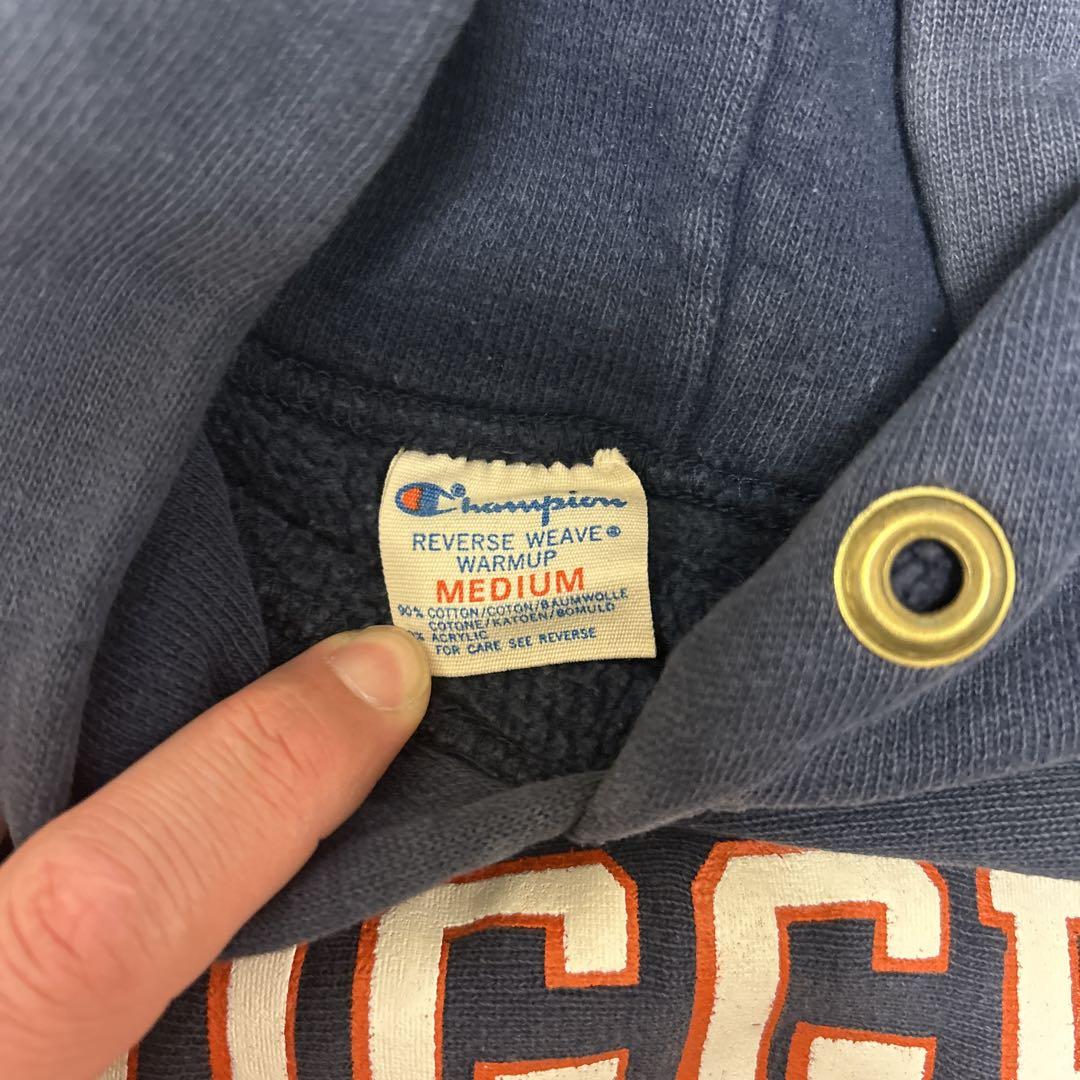 Champion
REVERSE WEAVE®
WARMUP
MEDIUM
90% COTTON/COTON/BAUMWOLLE
COTONE/KATOEN/BOMULD
% ACRYLIC
FOR CARE SEE REVERSE